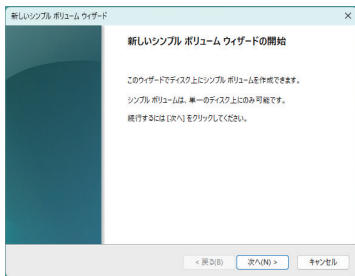 新しいシンプル ボリューム ウィザード
新しいシンプル ボリューム ウィザードの開始
このウィザードでディスク上にシンプル ボリュームを作成できます。
シンプル ボリュームは、単一のディスク上にのみ可能です。
続行するには [次へ] をクリックしてください。
< 戻る(B) 次へ(N) > キャンセル